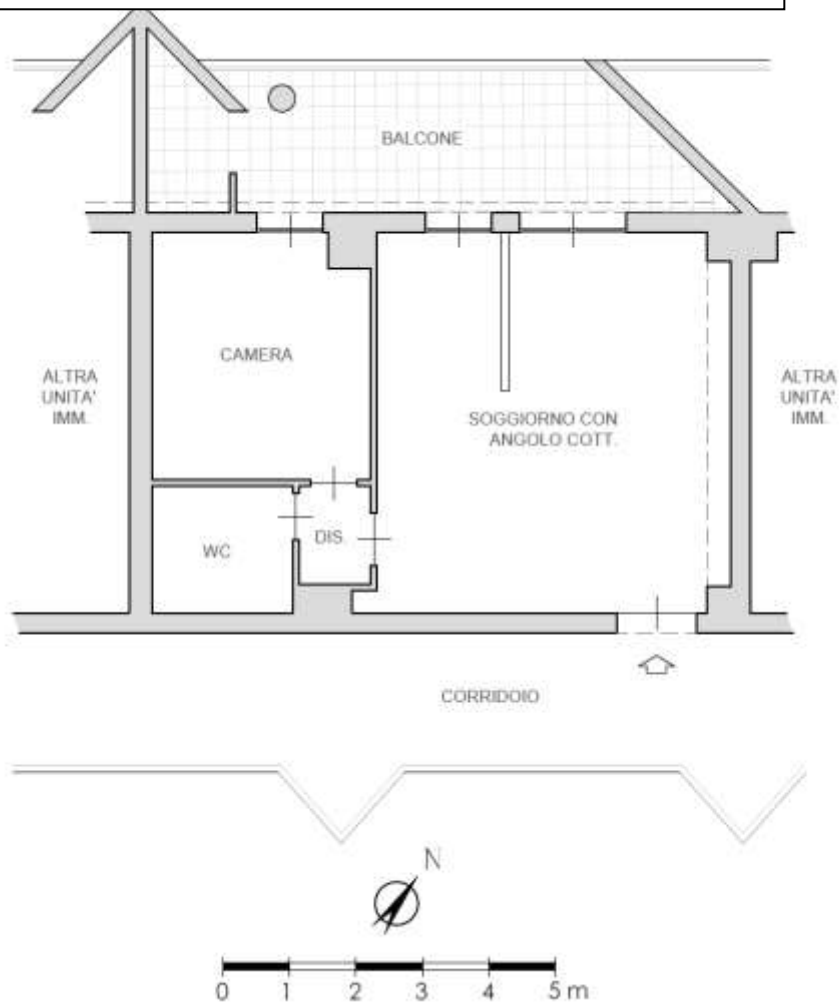 BALCONE
CAMERA
ALTRA
UNITA'
IMM.
SOGGIORNO CON
ANGOLO COTT.
ALTRA
UNITA'
IMM.
WC
DIS.
CORRIDOIO
N
0 1 2 3 4 5 m